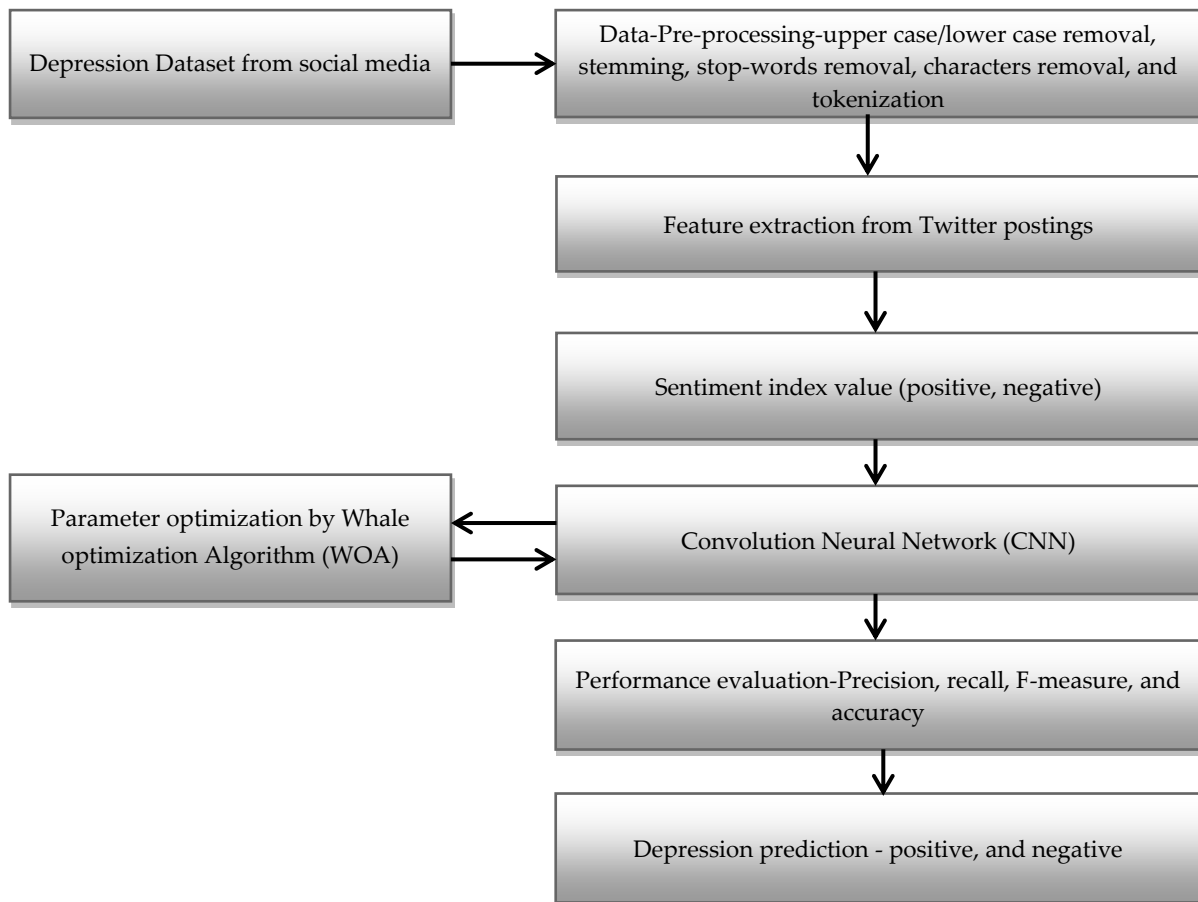 Depression Dataset from social media
Data-Pre-processing-upper case/lower case removal,
stemming, stop-words removal, characters removal, and
tokenization
Feature extraction from Twitter postings
Sentiment index value (positive, negative)
Parameter optimization by Whale
optimization Algorithm (WOA)
Convolution Neural Network (CNN)
Performance evaluation-Precision, recall, F-measure, and
accuracy
Depression prediction - positive, and negative